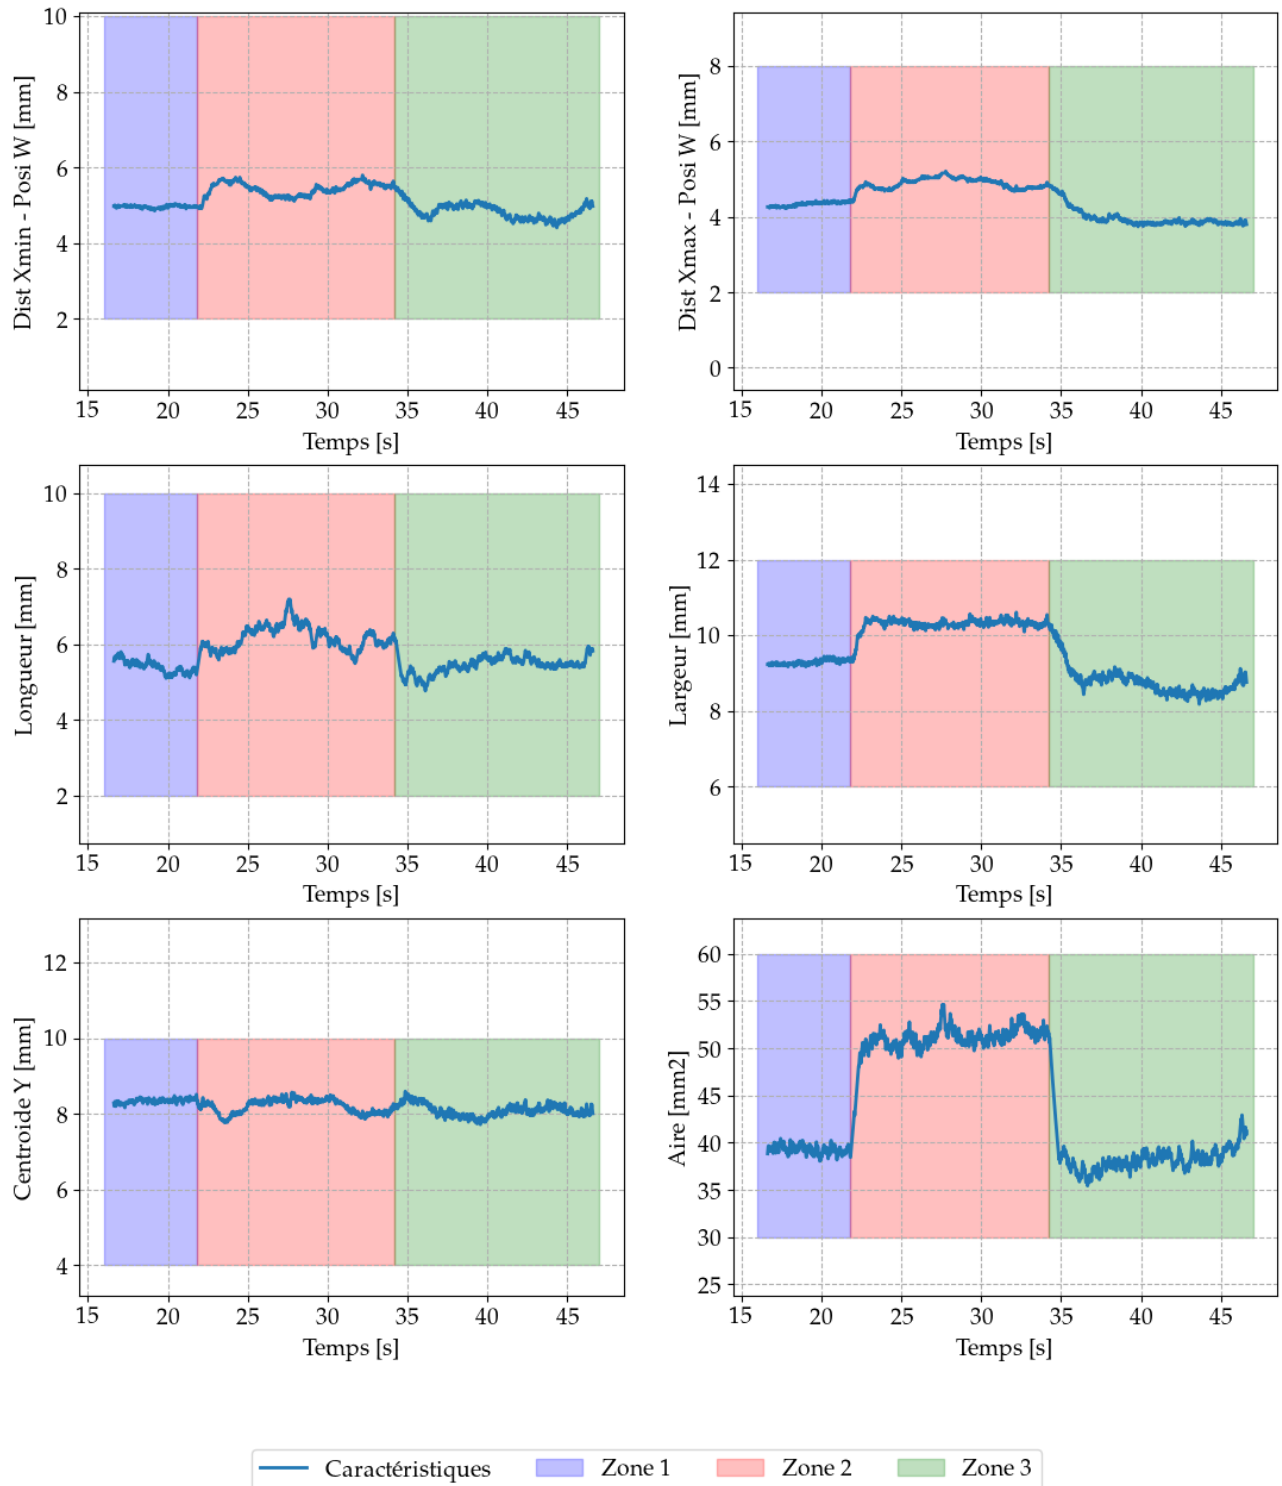 Dist Xmin - Posi W [mm]
10
8
6
4
2
15 20 25 30 35 40 45
Temps [s]
Dist Xmax - Posi W [mm]
8
6
4
2
0
15 20 25 30 35 40 45
Temps [s]
Longueur [mm]
10
8
6
4
2
15 20 25 30 35 40 45
Temps [s]
Largeur [mm]
14
12
10
8
6
15 20 25 30 35 40 45
Temps [s]
Centroide Y [mm]
12
10
8
6
4
15 20 25 30 35 40 45
Temps [s]
Aire [mm2]
60
55
50
45
40
35
30
25
15 20 25 30 35 40 45
Temps [s]
Caractéristiques Zone 1 Zone 2 Zone 3